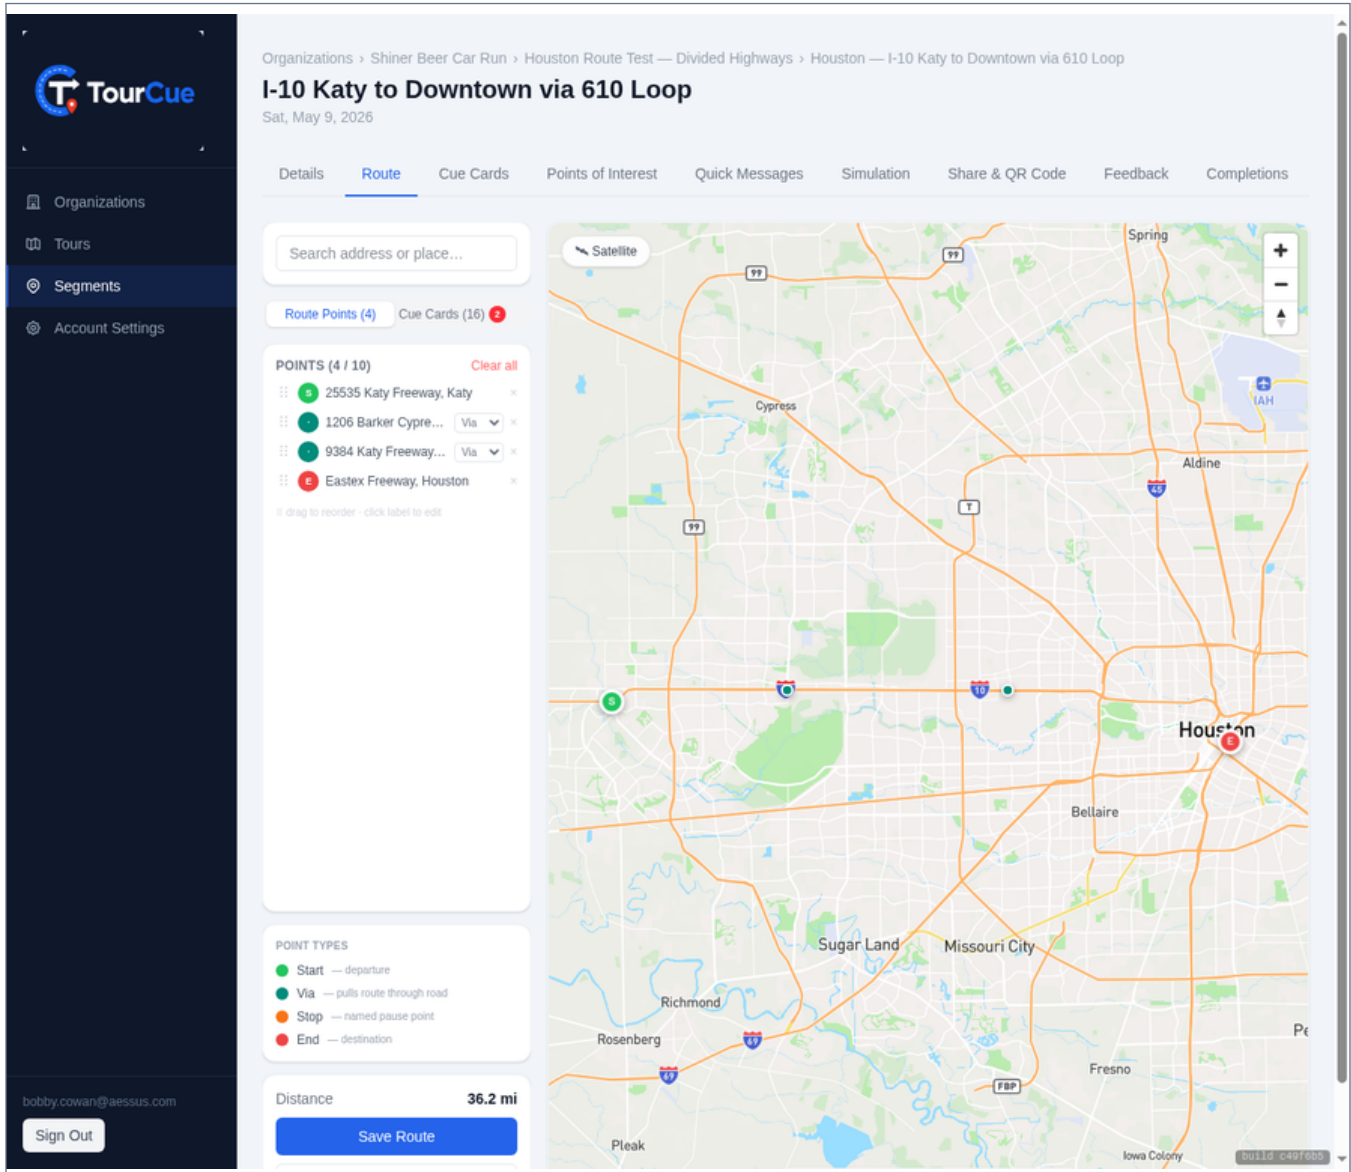 TourCue
Organizations
Tours
Segments
Account Settings
bobby.cowan@aessus.com
Sign Out
Organizations › Shiner Beer Car Run › Houston Route Test — Divided Highways › Houston — I-10 Katy to Downtown via 610 Loop
I-10 Katy to Downtown via 610 Loop
Sat, May 9, 2026
Details Route Cue Cards Points of Interest Quick Messages Simulation Share & QR Code Feedback Completions
Search address or place…
Route Points (4) Cue Cards (16) 2
POINTS (4 / 10) Clear all
S 25535 Katy Freeway, Katy ×
1206 Barker Cypre… Via ×
9384 Katy Freeway… Via ×
E Eastex Freeway, Houston ×
⠿ drag to reorder · click label to edit
POINT TYPES
Start — departure
Via — pulls route through road
Stop — named pause point
End — destination
Distance 36.2 mi
Save Route
Satellite
+
−
Spring
99
99
IAH
Cypress
Aldine
45
T
99
S
10
Houston
E
Bellaire
Sugar Land
Missouri City
Richmond
Pe
Rosenberg
69
69
Fresno
FBP
Pleak
Iowa Colony
build c49f6b5